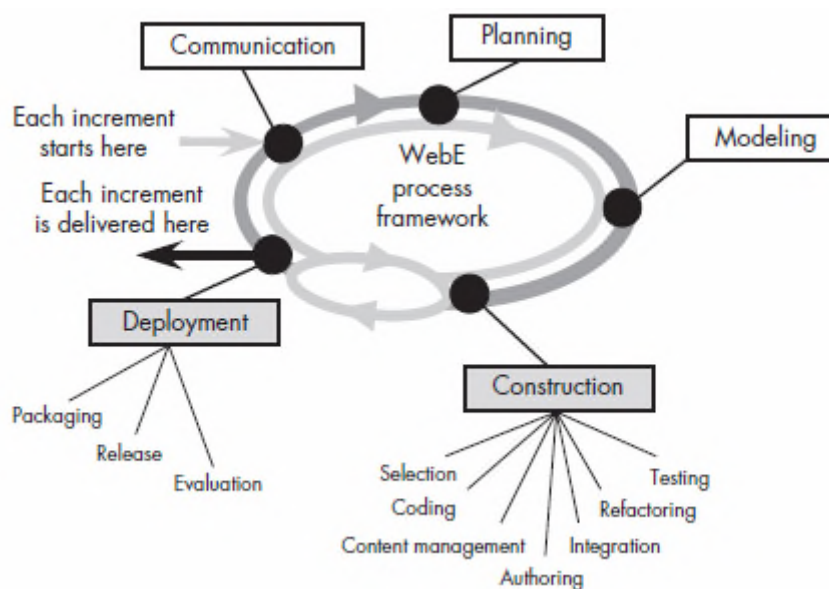 Communication
Planning
Each increment
starts here
Modeling
WebE
process
framework
Each increment
is delivered here
Deployment
Construction
Packaging
Release
Evaluation
Selection
Coding
Content management
Authoring
Integration
Refactoring
Testing